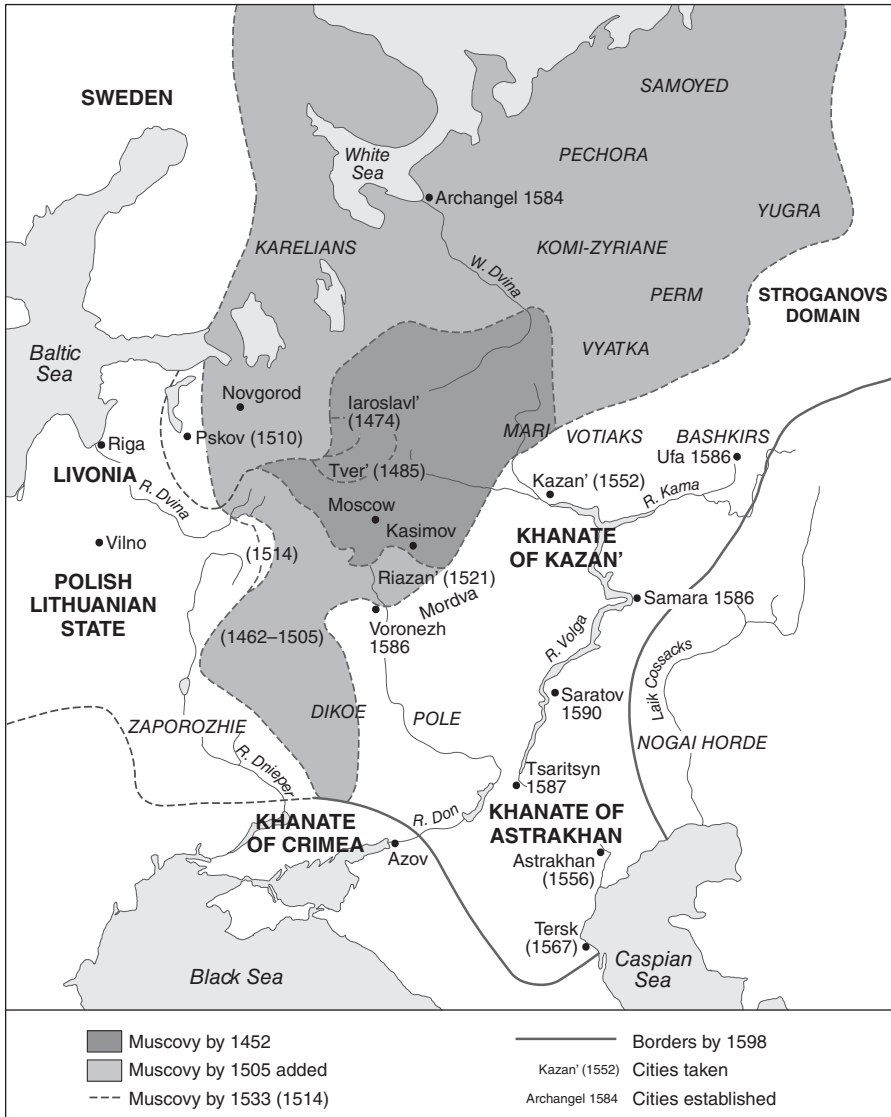 SAMOYED
SWEDEN
PECHORA
White
Sea
Archangel 1584
YUGRA
KARELIANS
KOMI-ZYRIANE
W. Dvina
PERM
STROGANOVS
DOMAIN
VYATKA
Baltic
Sea
Novgorod
Iaroslavl'
(1474)
MARI
VOTIAKS
BASHKIRS
Pskov (1510)
Riga
Ufa 1586
LIVONIA
Tver' (1485)
Kazan' (1552)
R. Kama
R. Dvina
Moscow
Vilno
Kasimov
KHANATE
OF KAZAN'
(1514)
POLISH
LITHUANIAN
STATE
Riazan' (1521)
Mordva
Samara 1586
(1462–1505)
Voronezh
1586
R. Volga
Laik Cossacks
Saratov
1590
ZAPOROZHIE
DIKOE
POLE
NOGAI HORDE
R. Dnieper
Tsaritsyn
1587
KHANATE
OF CRIMEA
R. Don
KHANATE OF
ASTRAKHAN
Azov
Astrakhan
(1556)
Tersk
(1567)
Black Sea
Caspian
Sea
Muscovy by 1452
Muscovy by 1505 added
Muscovy by 1533 (1514)
Borders by 1598
Kazan' (1552) Cities taken
Archangel 1584 Cities established